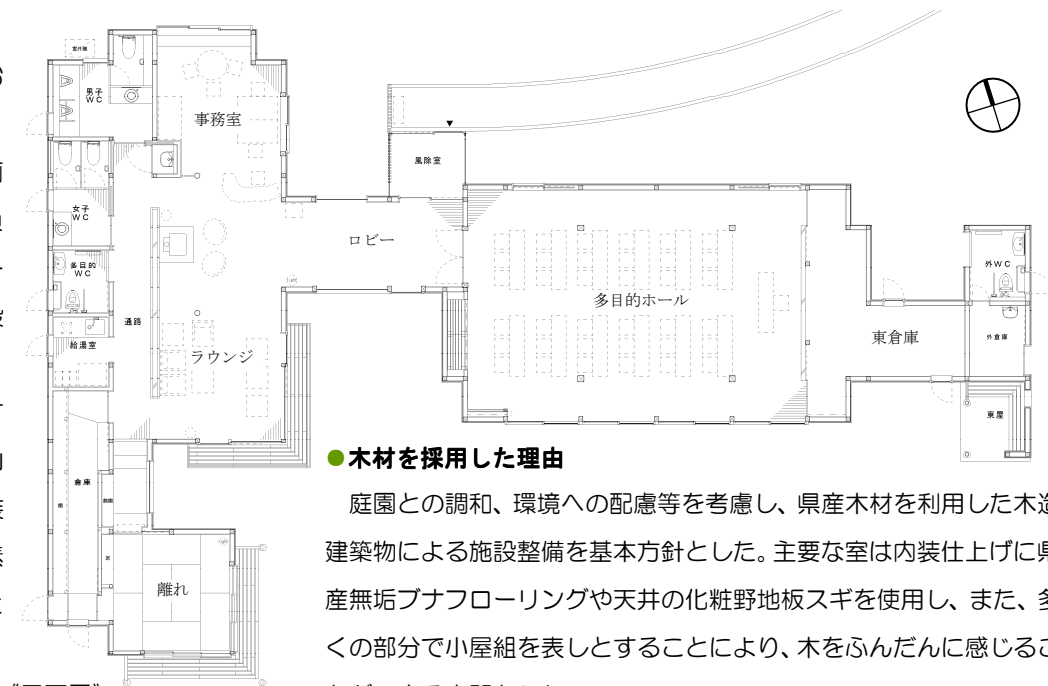 室外機
男子
WC
事務室
風除室
女子
WC
ロビー
多目的
WC
外WC
多目的ホール
通路
給湯室
ラウンジ
東倉庫
外倉庫
東屋
●木材を採用した理由
庭園との調和、環境への配慮等を考慮し、県産木材を利用した木造
建築物による施設整備を基本方針とした。主要な室は内装仕上げに県
産無垢ブナフローリングや天井の化粧野地板スギを使用し、また、多
くの部分で小屋組を表しとすることにより、木をふんだんに感じるこ
倉庫
棚
離れ